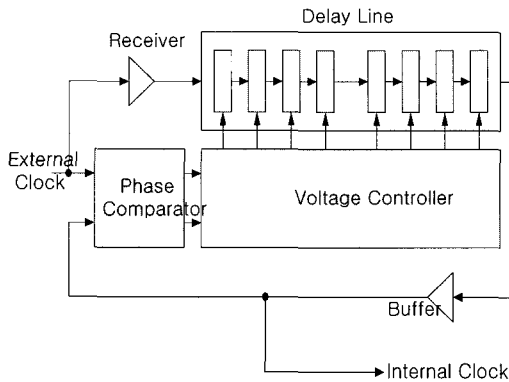 Delay Line
Receiver
External
Clock
Phase
Comparator
Voltage Controller
Buffer
Internal Clock